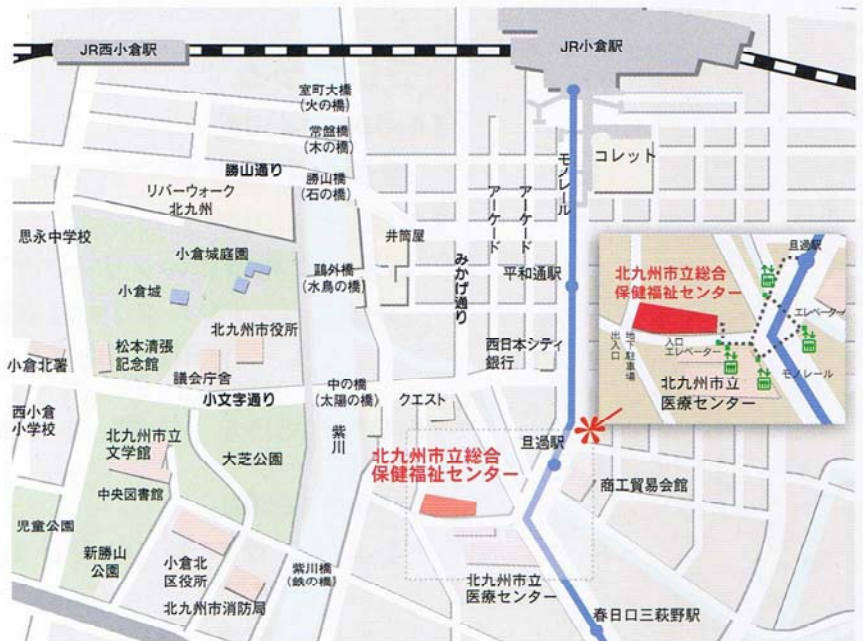 JR西小倉駅
JR小倉駅
室町大橋
(火の橋)
常盤橋
(木の橋)
勝山通り
勝山橋
(石の橋)
リバーウォーク
北九州
コレット
モノレール
アーケード
アーケード
思永中学校
小倉城庭園
井筒屋
みかげ通り
鷗外橋
(水鳥の橋)
平和通駅
小倉城
北九州市役所
松本清張
記念館
小倉北署
議会庁舎
西日本シティ
銀行
小文字通り
中の橋
(太陽の橋)
クエスト
西小倉
小学校
北九州市立
文学館
大芝公園
紫川
北九州市立総合
保健福祉センター
旦過駅
中央図書館
商工貿易会館
児童公園
新勝山
公園
小倉北
区役所
紫川橋
(鉄の橋)
北九州市消防局
北九州市立
医療センター
春日口三萩野駅
旦過駅
北九州市立総合
保健福祉センター
エレベーター
地下駐車場
出入口
入口
エレベーター
モノレール
北九州市立
医療センター